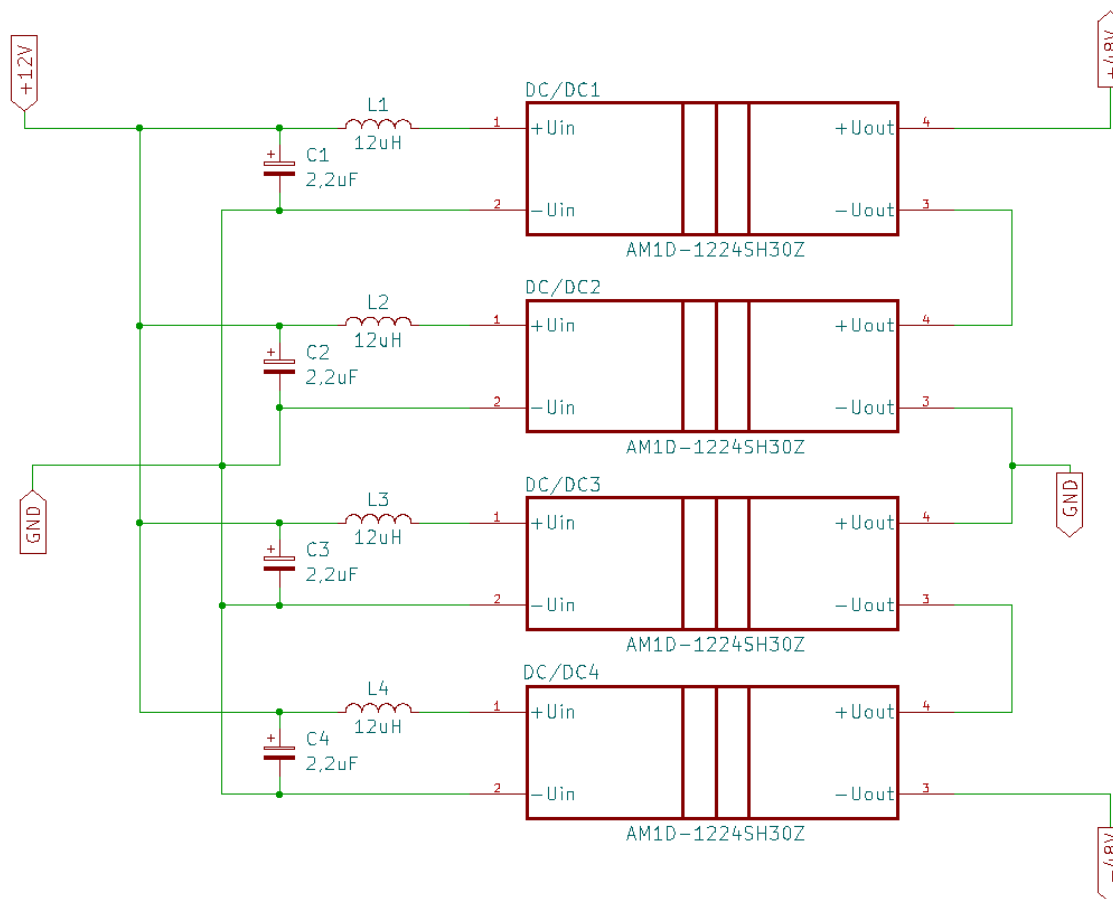 +12V
+48V
DC/DC1
L1
12uH
1
+Uin
+Uout
4
+
C1
2,2uF
2
-Uin
-Uout
3
AM1D-1224SH30Z
DC/DC2
L2
12uH
1
+Uin
+Uout
4
+
C2
2,2uF
2
-Uin
-Uout
3
AM1D-1224SH30Z
GND
GND
DC/DC3
L3
12uH
1
+Uin
+Uout
4
+
C3
2,2uF
2
-Uin
-Uout
3
AM1D-1224SH30Z
DC/DC4
L4
12uH
1
+Uin
+Uout
4
+
C4
2,2uF
2
-Uin
-Uout
3
AM1D-1224SH30Z
-48V